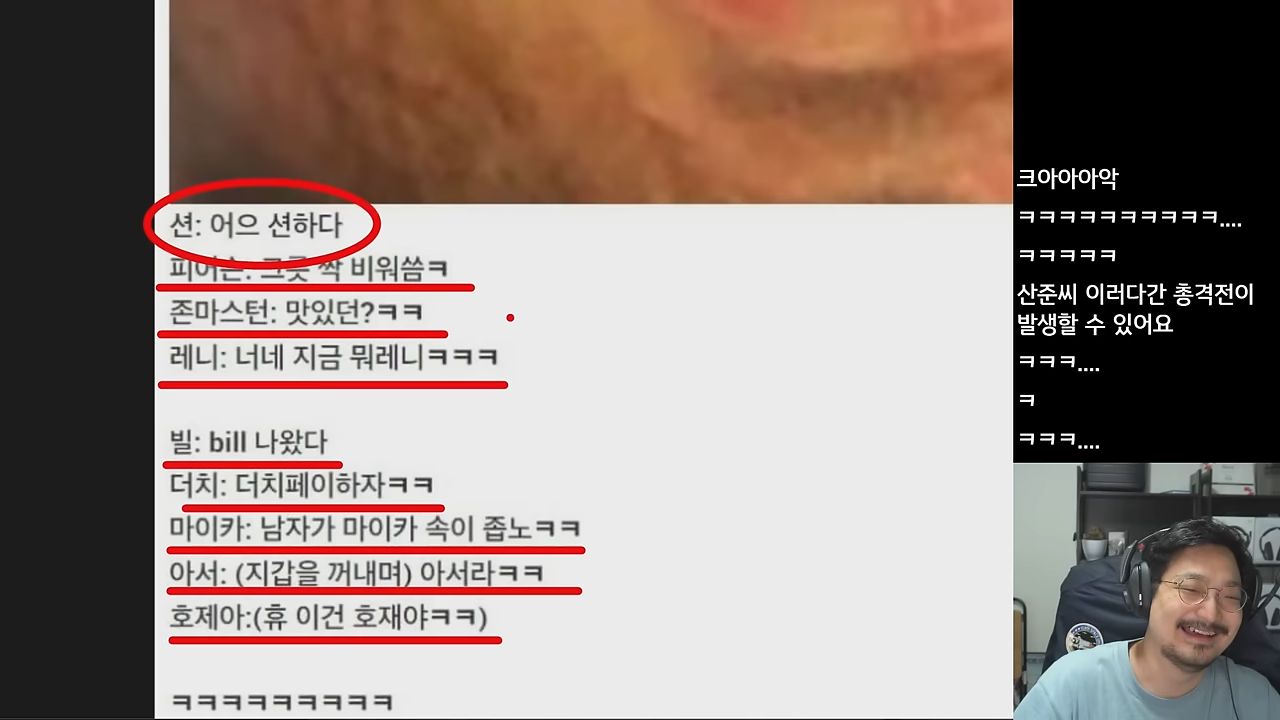 션: 어으 션하다
피어슨: 그릇 싹 비워씀ㅋ
존마스턴: 맛있던?ㅋㅋ
레니: 너네 지금 뭐레니ㅋㅋㅋ
빌: bill 나왔다
더치: 더치페이하자ㅋㅋ
마이카: 남자가 마이카 속이 좁노ㅋㅋ
아서: (지갑을 꺼내며) 아서라ㅋㅋ
호제아:(휴 이건 호재야ㅋㅋ)
ㅋㅋㅋㅋㅋㅋㅋㅋㅋ
크아아아악
ㅋㅋㅋㅋㅋㅋㅋㅋㅋㅋ....
ㅋㅋㅋㅋㅋ
산준씨 이러다간 총격전이
발생할 수 있어요
ㅋㅋㅋ....
ㅋ
ㅋㅋㅋ....